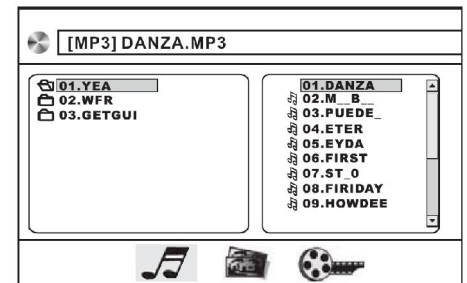 [MP3] DANZA.MP3
01.YEA
02.WFR
03.GETGUI
01.DANZA
02.M__B__
03.PUEDE_
04.ETER
05.EYDA
06.FIRST
07.ST_0
08.FIRIDAY
09.HOWDEE